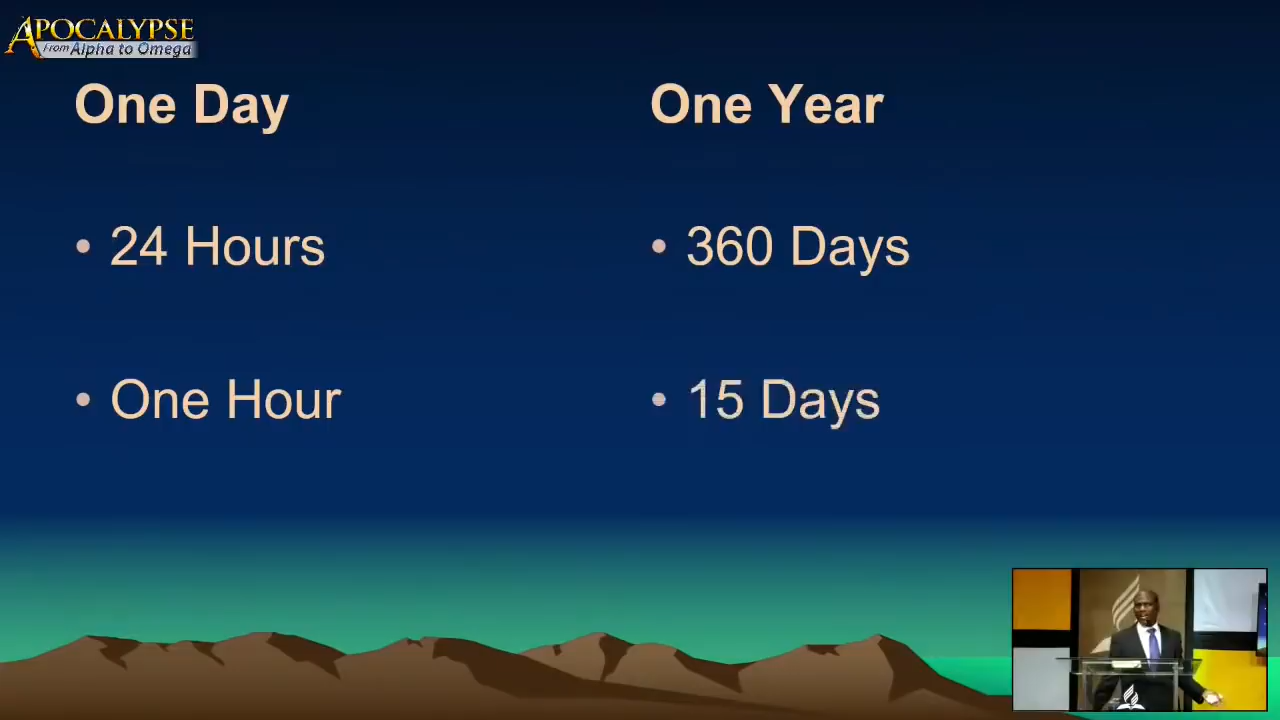 APOCALYPSE
From Alpha to Omega
One Day
One Year
• 24 Hours
• 360 Days
• One Hour
• 15 Days